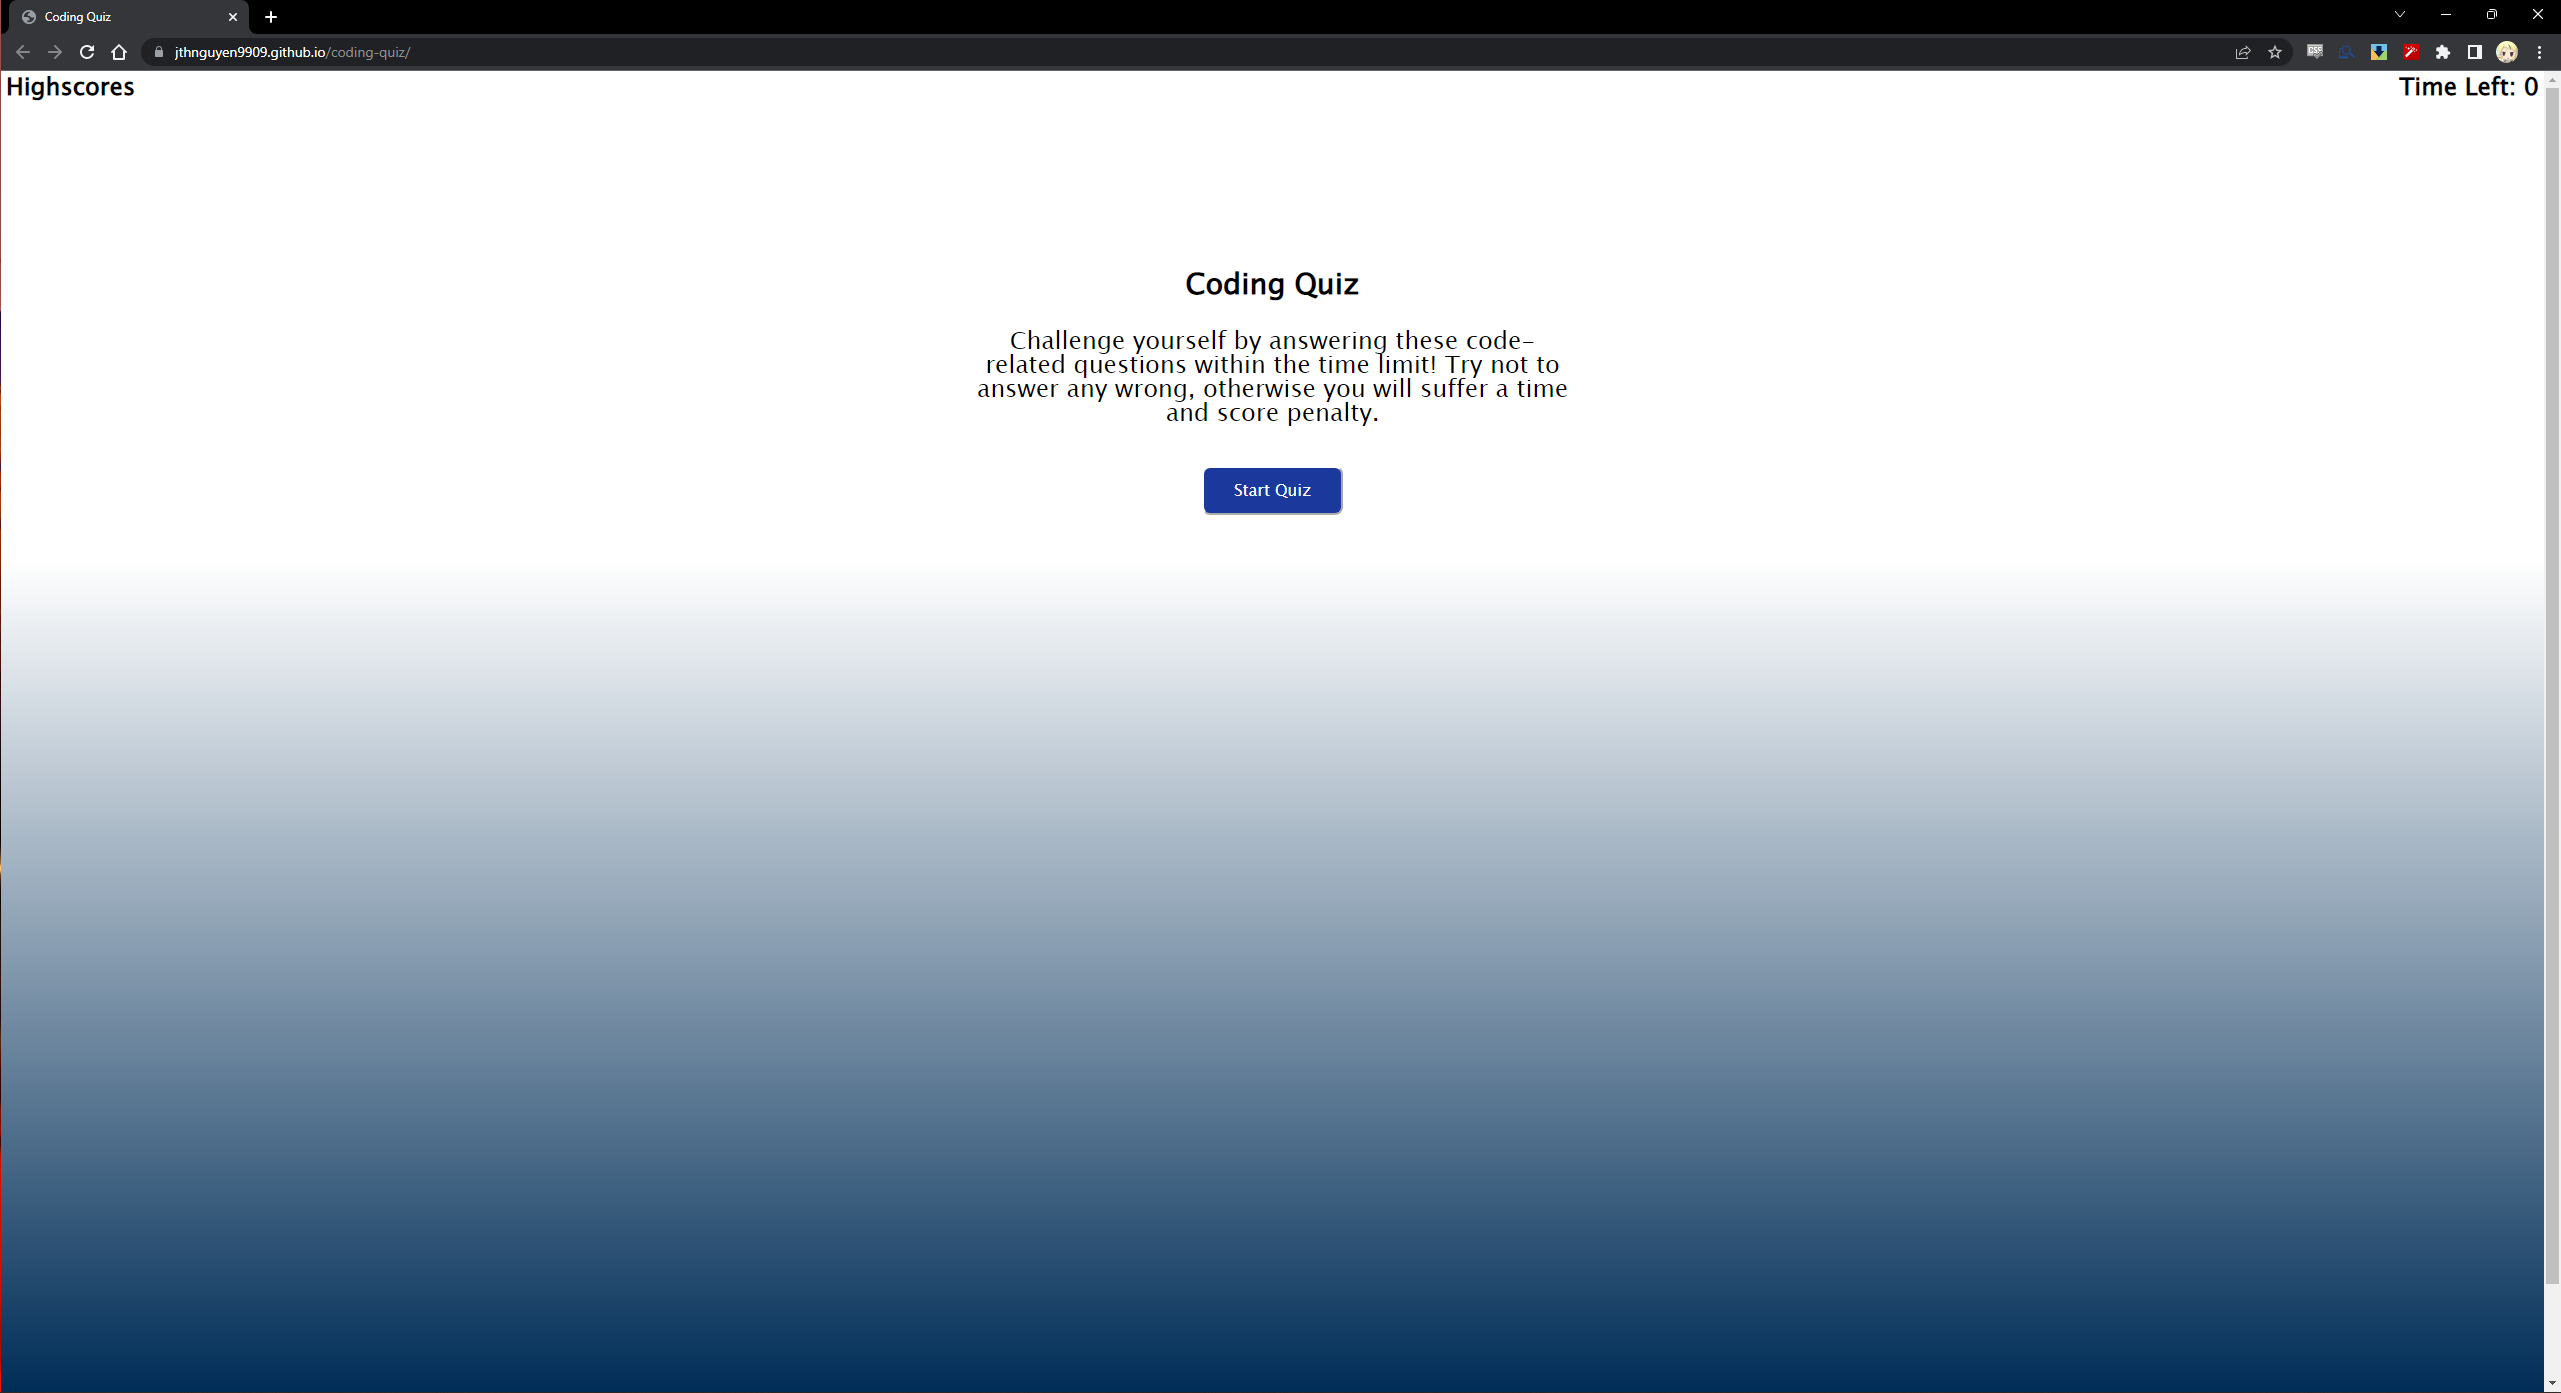 Coding Quiz
jthnguyen9909.github.io/coding-quiz/
Highscores
Time Left: 0
Coding Quiz
Challenge yourself by answering these code-
related questions within the time limit! Try not to
answer any wrong, otherwise you will suffer a time
and score penalty.
Start Quiz